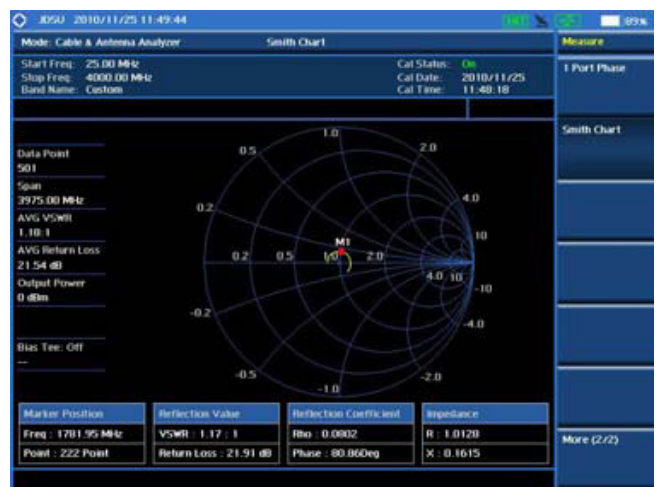 JDSU 2010/11/25 11:49:44
89%
Mode: Cable & Antenna Analyzer
Smith Chart
Measure
Start Freq: 25.00 MHz
Stop Freq: 4000.00 MHz
Band Name: Custom
Cal Status: On
Cal Date: 2010/11/25
Cal Time: 11:48:18
1 Port Phase
Smith Chart
More (2/2)
Data Point
501
Span
3975.00 MHz
AVG VSWR
1.18:1
AVG Return Loss
21.54 dB
Output Power
0 dBm
Bias Tee: Off
--
1.0
0.5
2.0
0.2
4.0
10
M1
0.2
0.5
1.0
2.0
4.0
10
-10
-0.2
-4.0
-0.5
-2.0
-1.0
Marker Position
Reflection Value
Reflection Coefficient
Impedance
Freq : 1781.95 MHz
VSWR : 1.17 : 1
Rho : 0.0802
R : 1.0128
Point : 222 Point
Return Loss : 21.91 dB
Phase : 80.86Deg
X : 0.1615